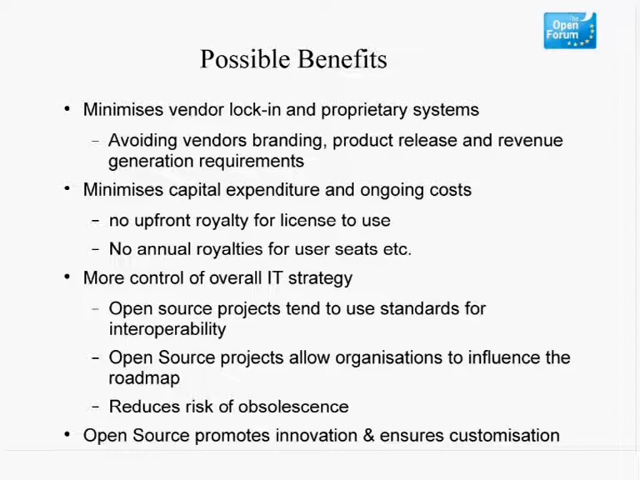 The
Open
Forum
Possible Benefits
• Minimises vendor lock-in and proprietary systems
– Avoiding vendors branding, product release and revenue
generation requirements
• Minimises capital expenditure and ongoing costs
– no upfront royalty for license to use
– No annual royalties for user seats etc.
• More control of overall IT strategy
– Open source projects tend to use standards for
interoperability
– Open Source projects allow organisations to influence the
roadmap
– Reduces risk of obsolescence
• Open Source promotes innovation & ensures customisation